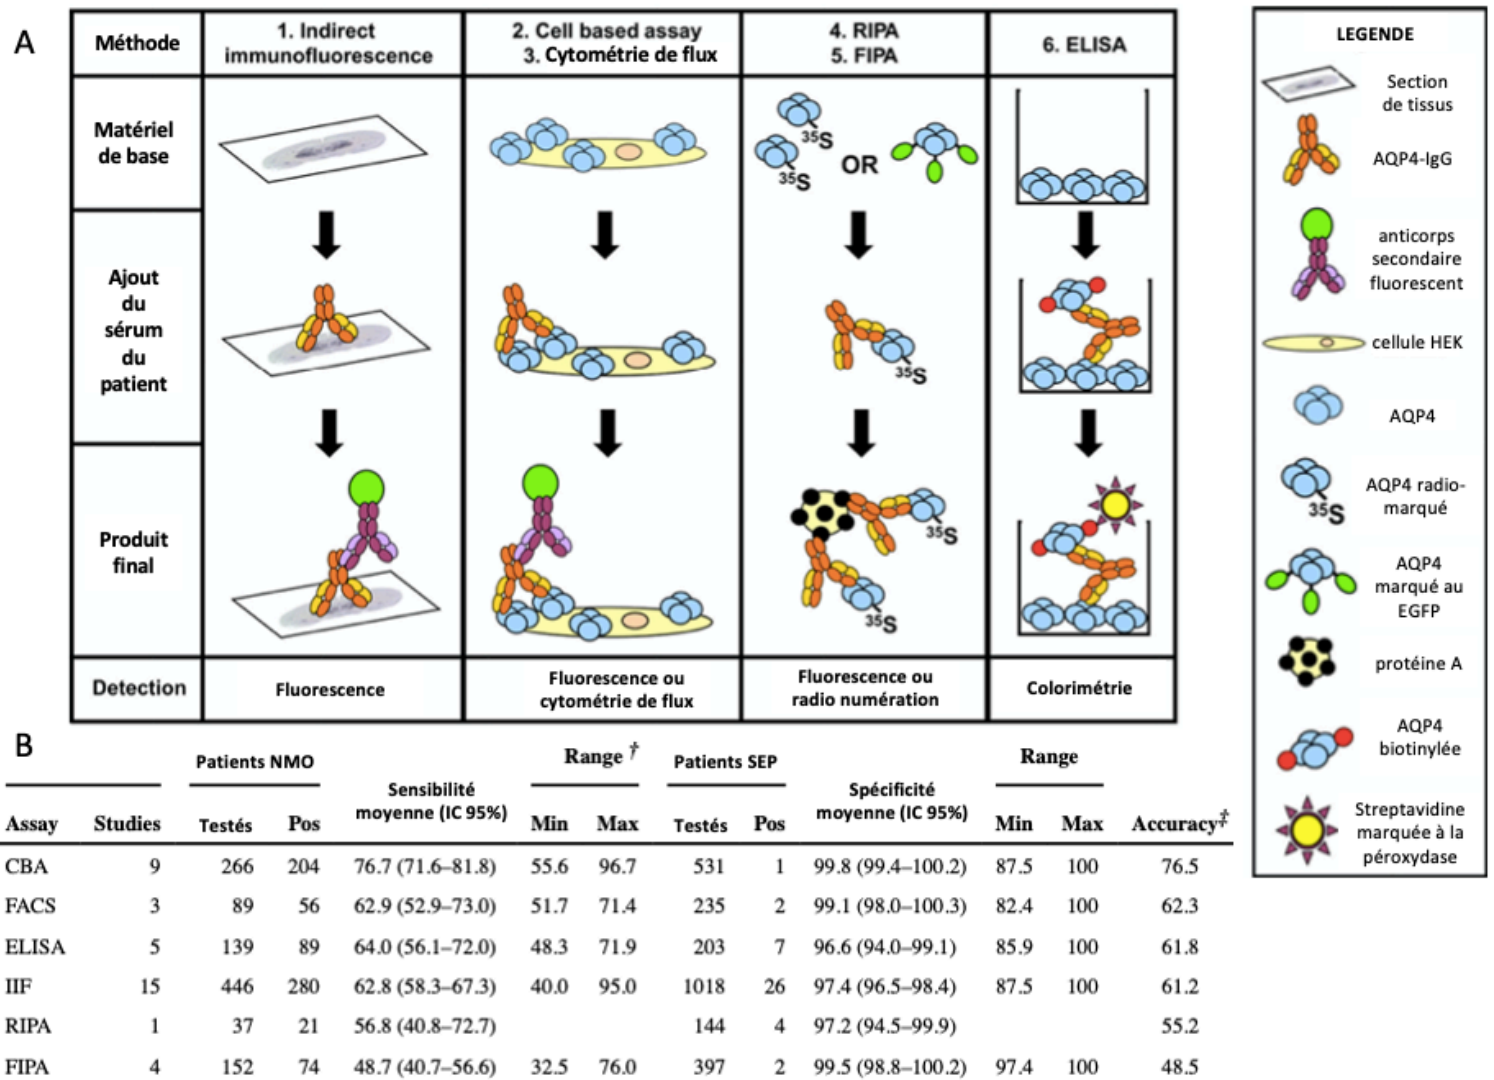 A
Méthode
1. Indirect
immunofluorescence
2. Cell based assay
3. Cytométrie de flux
4. RIPA
5. FIPA
6. ELISA
Matériel
de base
35S
35S
OR
Ajout
du
sérum
du
patient
35S
Produit
final
35S
35S
Detection
Fluorescence
Fluorescence ou
cytométrie de flux
Fluorescence ou
radio numération
Colorimétrie
LEGENDE
Section
de tissus
AQP4-IgG
anticorps
secondaire
fluorescent
cellule HEK
AQP4
AQP4 radio-
marqué
35S
AQP4
marqué au
EGFP
protéine A
AQP4
biotinylée
Streptavidine
marquée à la
péroxydase
B
Patients NMO Range † Patients SEP Range
Assay Studies Testés Pos Sensibilité moyenne (IC 95%) Min Max Testés Pos Spécificité moyenne (IC 95%) Min Max Accuracy‡
CBA 9 266 204 76.7 (71.6–81.8) 55.6 96.7 531 1 99.8 (99.4–100.2) 87.5 100 76.5
FACS 3 89 56 62.9 (52.9–73.0) 51.7 71.4 235 2 99.1 (98.0–100.3) 82.4 100 62.3
ELISA 5 139 89 64.0 (56.1–72.0) 48.3 71.9 203 7 96.6 (94.0–99.1) 85.9 100 61.8
IIF 15 446 280 62.8 (58.3–67.3) 40.0 95.0 1018 26 97.4 (96.5–98.4) 87.5 100 61.2
RIPA 1 37 21 56.8 (40.8–72.7) 144 4 97.2 (94.5–99.9) 55.2
FIPA 4 152 74 48.7 (40.7–56.6) 32.5 76.0 397 2 99.5 (98.8–100.2) 97.4 100 48.5